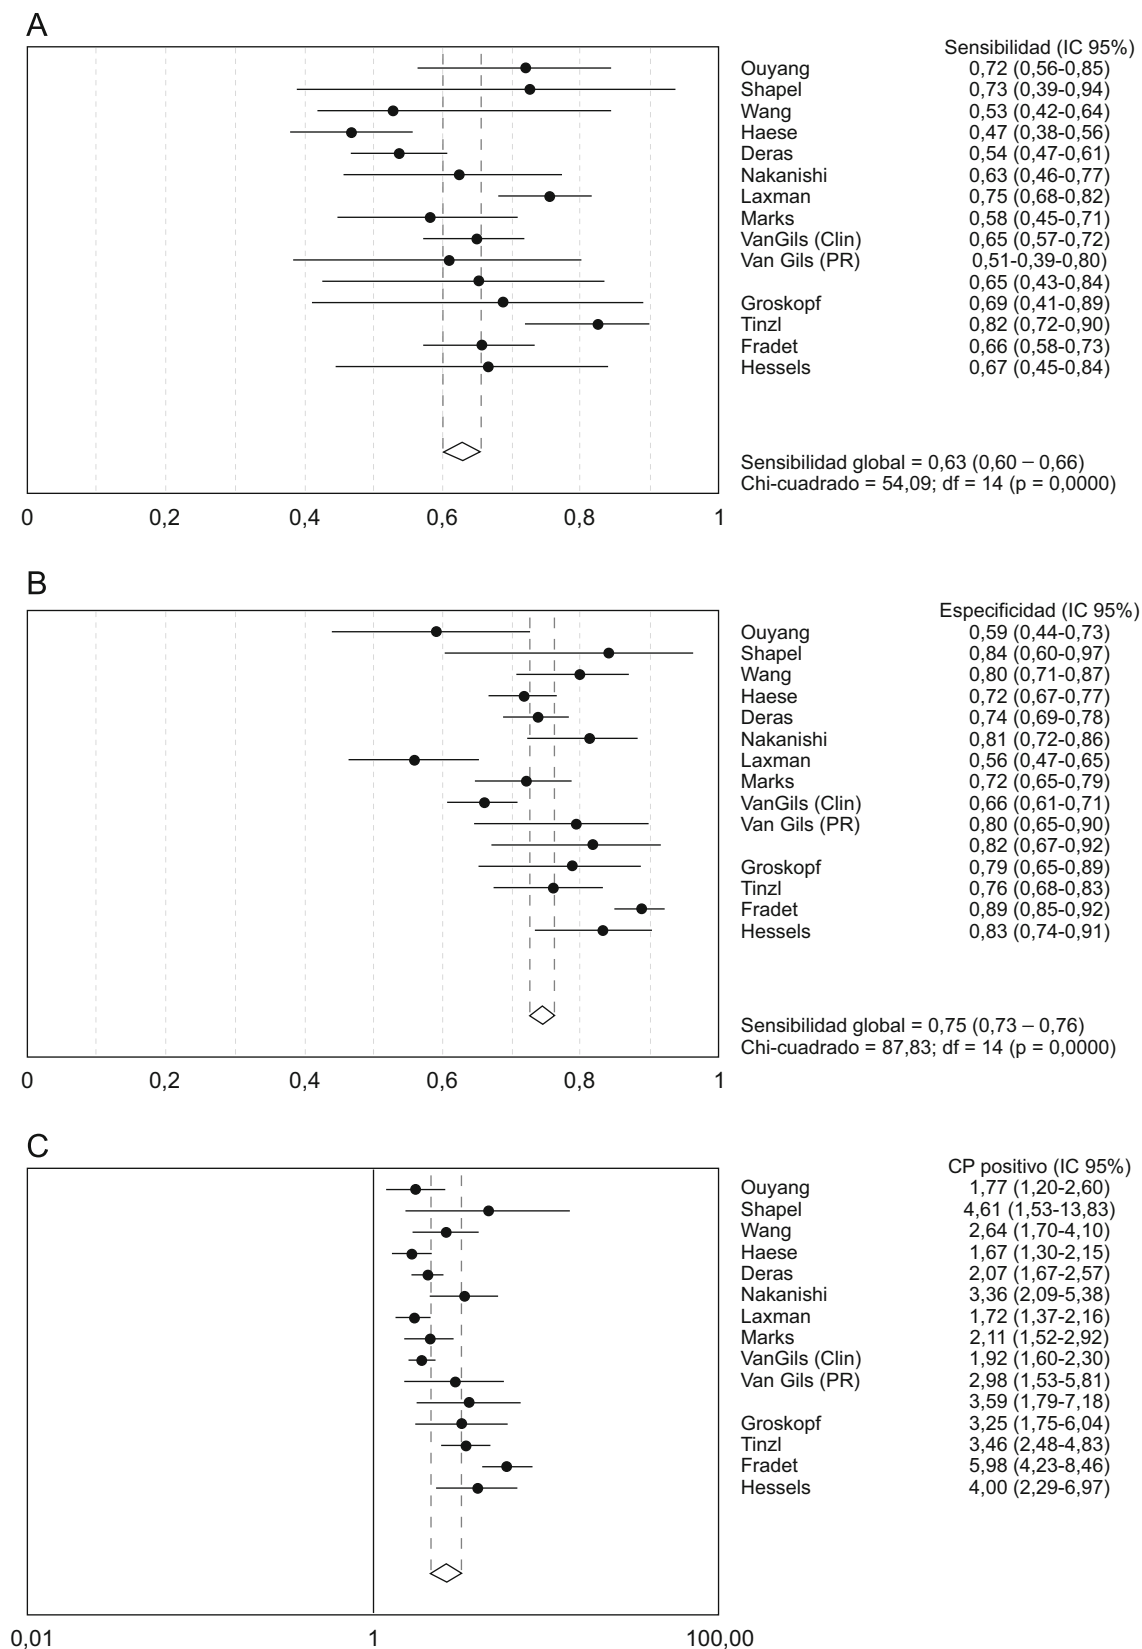 A
Sensibilidad (IC 95%)
Ouyang 0,72 (0,56-0,85)
Shapel 0,73 (0,39-0,94)
Wang 0,53 (0,42-0,64)
Haese 0,47 (0,38-0,56)
Deras 0,54 (0,47-0,61)
Nakanishi 0,63 (0,46-0,77)
Laxman 0,75 (0,68-0,82)
Marks 0,58 (0,45-0,71)
VanGils (Clin) 0,65 (0,57-0,72)
Van Gils (PR) 0,51-0,39-0,80)
0,65 (0,43-0,84)
Groskopf 0,69 (0,41-0,89)
Tinzl 0,82 (0,72-0,90)
Fradet 0,66 (0,58-0,73)
Hessels 0,67 (0,45-0,84)
Sensibilidad global = 0,63 (0,60 – 0,66)
Chi-cuadrado = 54,09; df = 14 (p = 0,0000)
0 0,2 0,4 0,6 0,8 1
B
Especificidad (IC 95%)
Ouyang 0,59 (0,44-0,73)
Shapel 0,84 (0,60-0,97)
Wang 0,80 (0,71-0,87)
Haese 0,72 (0,67-0,77)
Deras 0,74 (0,69-0,78)
Nakanishi 0,81 (0,72-0,86)
Laxman 0,56 (0,47-0,65)
Marks 0,72 (0,65-0,79)
VanGils (Clin) 0,66 (0,61-0,71)
Van Gils (PR) 0,80 (0,65-0,90)
0,82 (0,67-0,92)
Groskopf 0,79 (0,65-0,89)
Tinzl 0,76 (0,68-0,83)
Fradet 0,89 (0,85-0,92)
Hessels 0,83 (0,74-0,91)
Sensibilidad global = 0,75 (0,73 – 0,76)
Chi-cuadrado = 87,83; df = 14 (p = 0,0000)
0 0,2 0,4 0,6 0,8 1
C
CP positivo (IC 95%)
Ouyang 1,77 (1,20-2,60)
Shapel 4,61 (1,53-13,83)
Wang 2,64 (1,70-4,10)
Haese 1,67 (1,30-2,15)
Deras 2,07 (1,67-2,57)
Nakanishi 3,36 (2,09-5,38)
Laxman 1,72 (1,37-2,16)
Marks 2,11 (1,52-2,92)
VanGils (Clin) 1,92 (1,60-2,30)
Van Gils (PR) 2,98 (1,53-5,81)
3,59 (1,79-7,18)
Groskopf 3,25 (1,75-6,04)
Tinzl 3,46 (2,48-4,83)
Fradet 5,98 (4,23-8,46)
Hessels 4,00 (2,29-6,97)
0,01 1 100,00